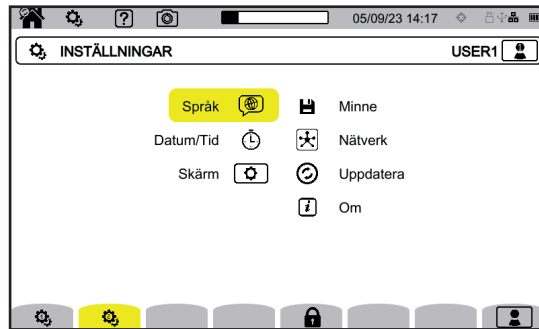 05/09/23 14:17
INSTÄLLNINGAR
USER1
Språk
Minne
Datum/Tid
Nätverk
Skärm
Uppdatera
Om